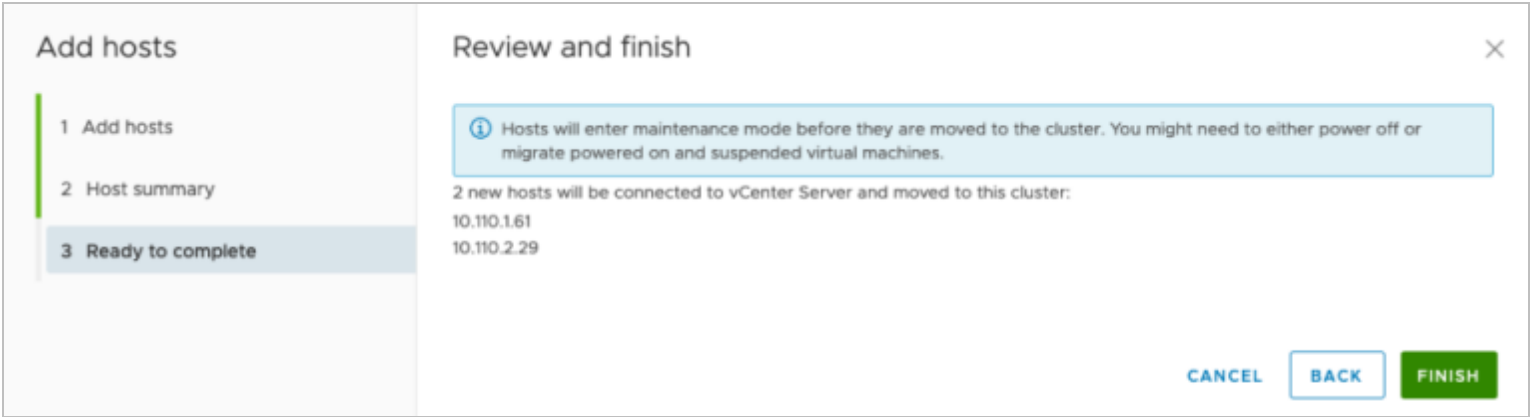 Add hosts
1 Add hosts
2 Host summary
3 Ready to complete
Review and finish
Hosts will enter maintenance mode before they are moved to the cluster. You might need to either power off or
migrate powered on and suspended virtual machines.
2 new hosts will be connected to vCenter Server and moved to this cluster:
10.110.1.61
10.110.2.29
CANCEL
BACK
FINISH